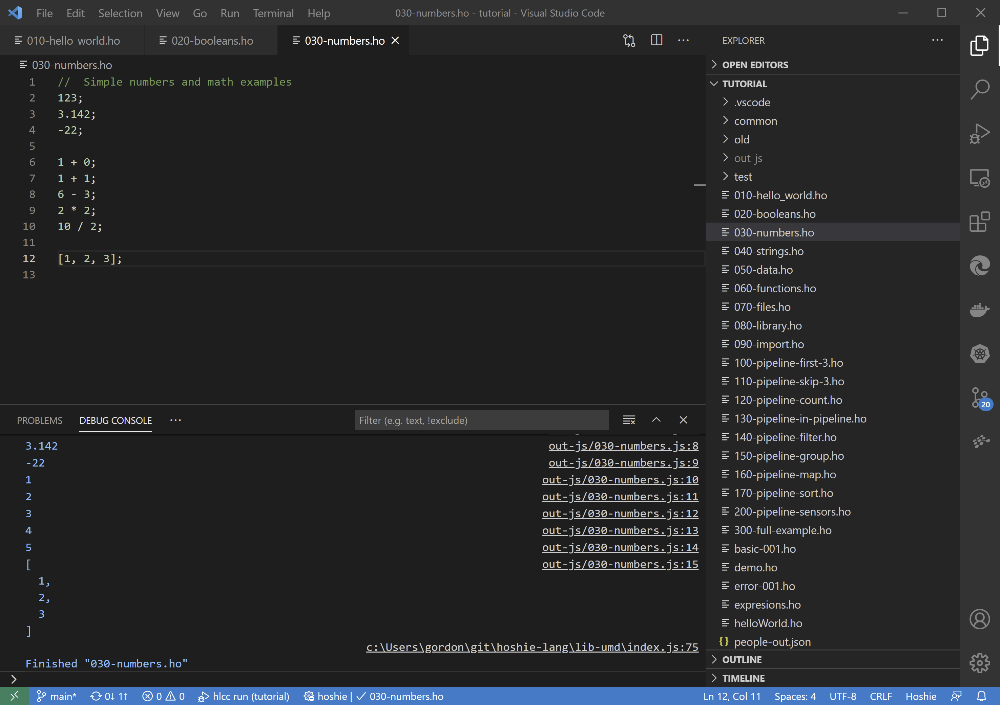 File Edit Selection View Go Run Terminal Help 030-numbers.ho - tutorial - Visual Studio Code
010-hello_world.ho 020-booleans.ho 030-numbers.ho
030-numbers.ho
1 // Simple numbers and math examples
2 123;
3 3.142;
4 -22;
5
6 1 + 0;
7 1 + 1;
8 6 - 3;
9 2 * 2;
10 10 / 2;
11
12 [1, 2, 3];
13
PROBLEMS DEBUG CONSOLE ··· Filter (e.g. text, !exclude)
3.142 out-js/030-numbers.js:8
-22 out-js/030-numbers.js:9
1 out-js/030-numbers.js:10
2 out-js/030-numbers.js:11
3 out-js/030-numbers.js:12
4 out-js/030-numbers.js:13
5 out-js/030-numbers.js:14
[ out-js/030-numbers.js:15
1,
2,
3
]
c:\Users\gordon\git\hoshie-lang\lib-umd\index.js:75
Finished "030-numbers.ho"
EXPLORER
OPEN EDITORS
TUTORIAL
.vscode
common
old
out-js
test
010-hello_world.ho
020-booleans.ho
030-numbers.ho
040-strings.ho
050-data.ho
060-functions.ho
070-files.ho
080-library.ho
090-import.ho
100-pipeline-first-3.ho
110-pipeline-skip-3.ho
120-pipeline-count.ho
130-pipeline-in-pipeline.ho
140-pipeline-filter.ho
150-pipeline-group.ho
160-pipeline-map.ho
170-pipeline-sort.ho
200-pipeline-sensors.ho
300-full-example.ho
basic-001.ho
demo.ho
error-001.ho
expresions.ho
helloWorld.ho
{} people-out.json
OUTLINE
TIMELINE
20
main* 0↓ 1↑ 0 0 hlcc run (tutorial) hoshie | ✓ 030-numbers.ho Ln 12, Col 11 Spaces: 4 UTF-8 CRLF Hoshie